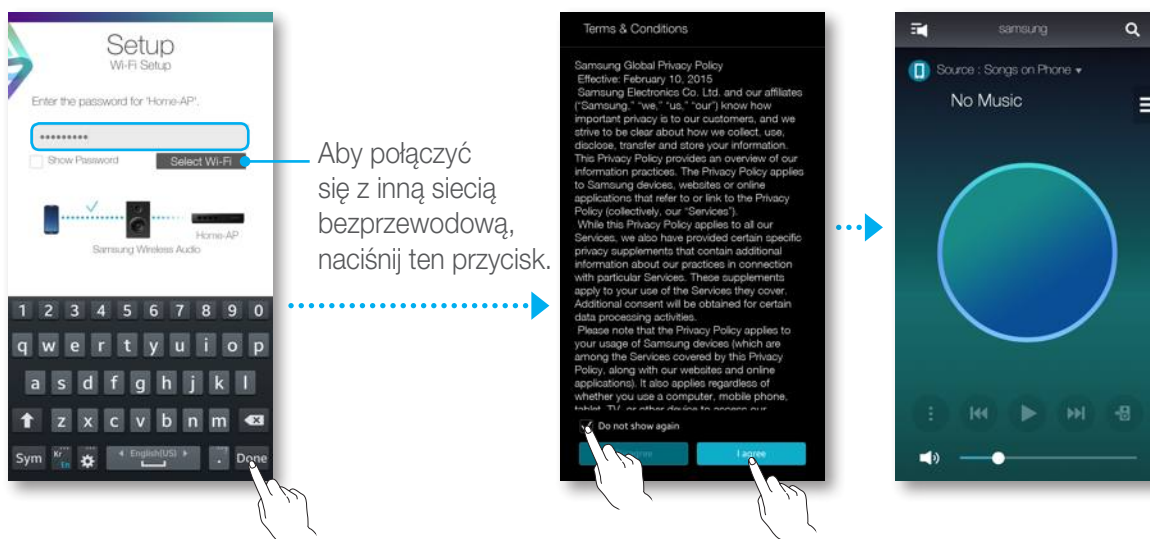 Setup
Wi-Fi Setup
Enter the password for 'Home-AP'.
•••••••••
Show Password
Select Wi-Fi
Home-AP
Samsung Wireless Audio
1 2 3 4 5 6 7 8 9 0
q w e r t y u i o p
a s d f g h j k l
z x c v b n m
Sym Kr/En English(US) . Done
Aby połączyć
się z inną siecią
bezprzewodową,
naciśnij ten przycisk.
Terms & Conditions
Samsung Global Privacy Policy
Effective: February 10, 2015
Samsung Electronics Co. Ltd. and our affiliates
("Samsung," "we," "us," "our") know how
important privacy is to our customers, and we
strive to be clear about how we collect, use,
disclose, transfer and store your information.
This Privacy Policy provides an overview of our
information practices. The Privacy Policy applies
to Samsung devices, websites or online
applications that refer to or link to the Privacy
Policy (collectively, our "Services").
While this Privacy Policy applies to all our
Services, we also have provided certain specific
privacy supplements that contain additional
information about our practices in connection
with particular Services. These supplements
apply to your use of the Services they cover.
Additional consent will be obtained for certain
data processing activities.
Please note that the Privacy Policy applies to
your usage of Samsung devices (which are
among the Services covered by this Privacy
Policy, along with our websites and online
applications). It also applies regardless of
whether you use a computer, mobile phone,
tablet, TV, or other device to access our
Do not show again
I agree
samsung
Source : Songs on Phone
No Music